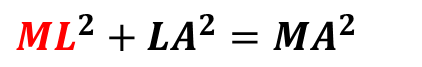 ML² + LA² = MA²